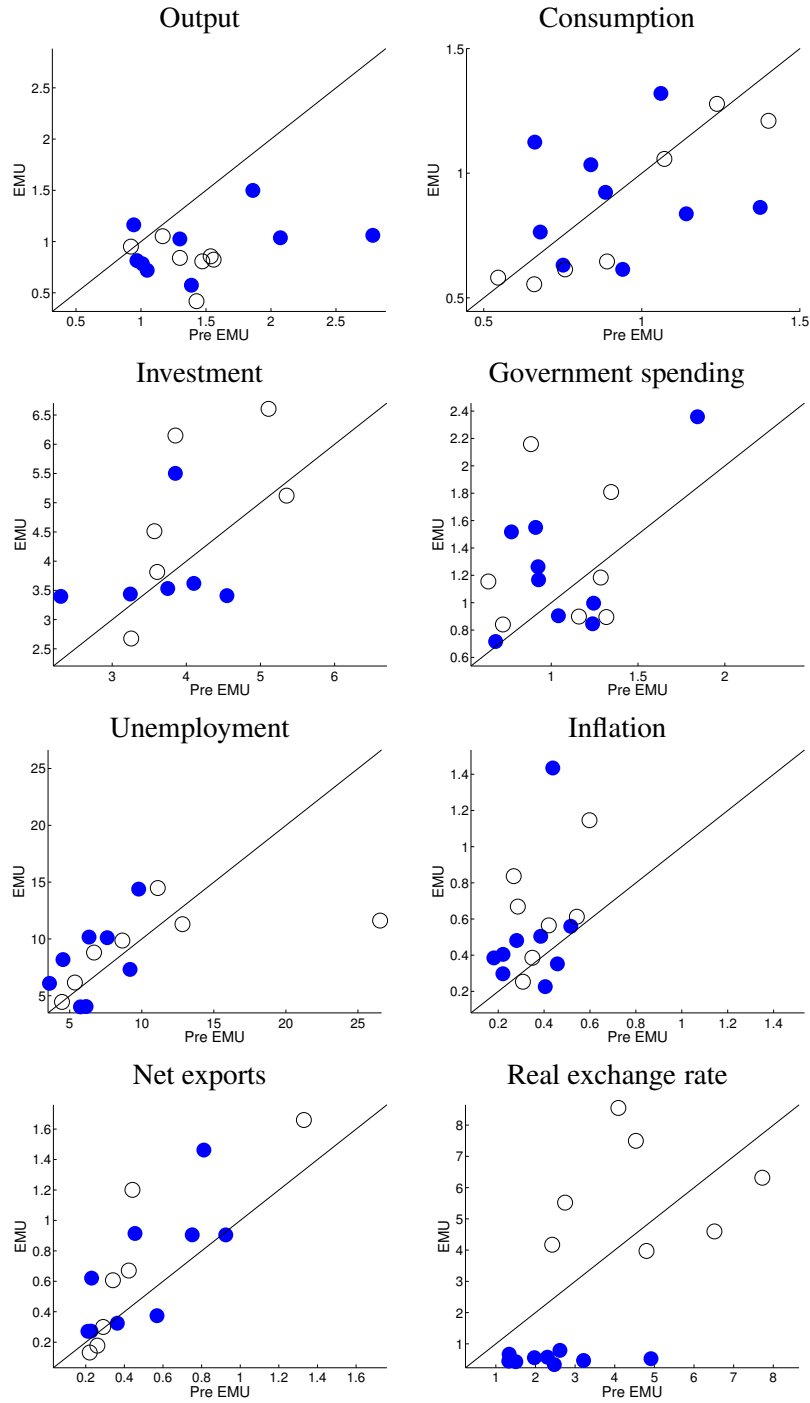 Output
2.5
2
1.5
1
0.5
EMU
0.5 1 1.5 2 2.5
Pre EMU
Consumption
1.5
1
0.5
EMU
0.5 1 1.5
Pre EMU
Investment
6.5
6
5.5
5
4.5
4
3.5
3
2.5
EMU
3 4 5 6
Pre EMU
Government spending
2.4
2.2
2
1.8
1.6
1.4
1.2
1
0.8
0.6
EMU
1 2
Pre EMU
Unemployment
25
20
15
10
5
EMU
5 10 15 20 25
Pre EMU
Inflation
1.4
1.2
1
0.8
0.6
0.4
0.2
EMU
0.2 0.4 0.6 0.8 1 1.2 1.4
Pre EMU
Net exports
1.6
1.4
1.2
1
0.8
0.6
0.4
0.2
EMU
0.2 0.4 0.6 0.8 1 1.2 1.4 1.6
Pre EMU
Real exchange rate
8
7
6
5
4
3
2
1
EMU
1 2 3 4 5 6 7 8
Pre EMU